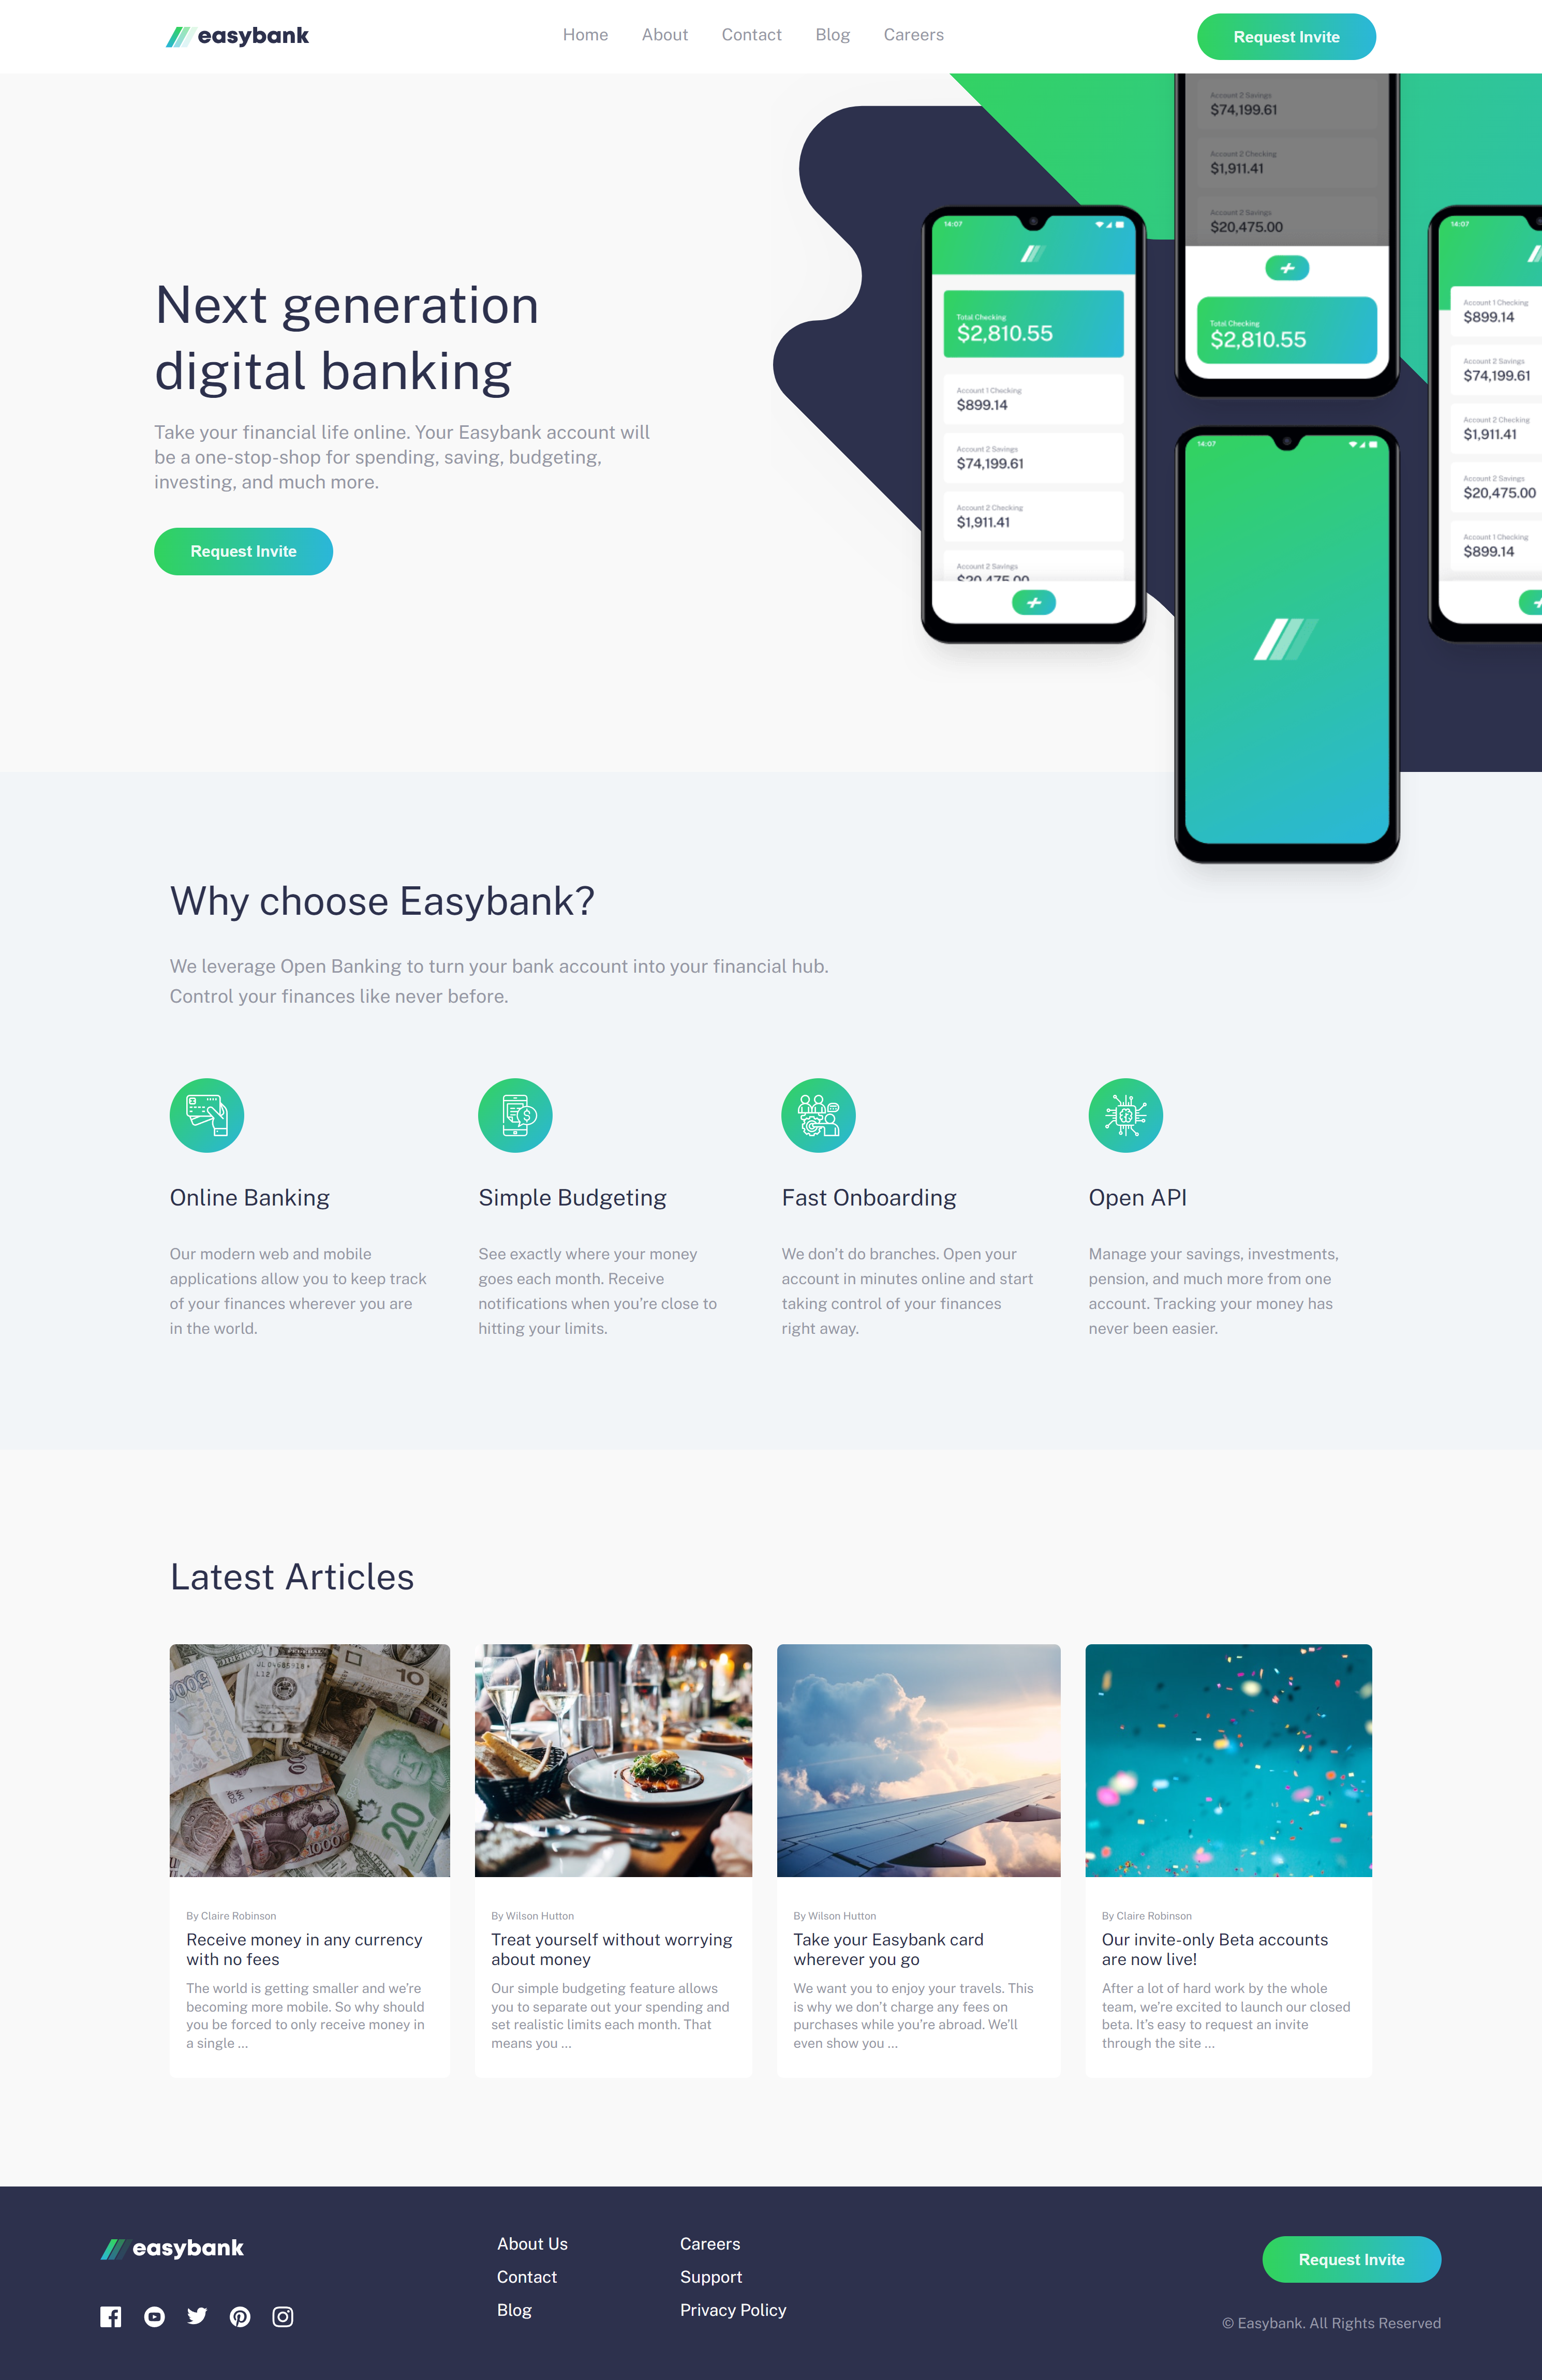 easybank
Home About Contact Blog Careers
Request Invite
Next generation
digital banking
Take your financial life online. Your Easybank account will
be a one-stop-shop for spending, saving, budgeting,
investing, and much more.
Request Invite
14:07
Total Checking
$2,810.55
Account 1 Checking
$899.14
Account 2 Savings
$74,199.61
Account 2 Checking
$1,911.41
Account 2 Savings
$20,475.00
Account 2 Savings
$74,199.61
Account 2 Checking
$1,911.41
Account 2 Savings
$20,475.00
Total Checking
$2,810.55
14:07
14:07
Account 1 Checking
$899.14
Account 2 Savings
$74,199.61
Account 2 Checking
$1,911.41
Account 2 Savings
$20,475.00
Account 1 Checking
$899.14
Why choose Easybank?
We leverage Open Banking to turn your bank account into your financial hub.
Control your finances like never before.
Online Banking
Our modern web and mobile
applications allow you to keep track
of your finances wherever you are
in the world.
Simple Budgeting
See exactly where your money
goes each month. Receive
notifications when you’re close to
hitting your limits.
Fast Onboarding
We don’t do branches. Open your
account in minutes online and start
taking control of your finances
right away.
Open API
Manage your savings, investments,
pension, and much more from one
account. Tracking your money has
never been easier.
Latest Articles
10
20
1000
By Claire Robinson
Receive money in any currency
with no fees
The world is getting smaller and we’re
becoming more mobile. So why should
you be forced to only receive money in
a single ...
By Wilson Hutton
Treat yourself without worrying
about money
Our simple budgeting feature allows
you to separate out your spending and
set realistic limits each month. That
means you ...
By Wilson Hutton
Take your Easybank card
wherever you go
We want you to enjoy your travels. This
is why we don’t charge any fees on
purchases while you’re abroad. We’ll
even show you ...
By Claire Robinson
Our invite-only Beta accounts
are now live!
After a lot of hard work by the whole
team, we’re excited to launch our closed
beta. It’s easy to request an invite
through the site ...
easybank
About Us
Contact
Blog
Careers
Support
Privacy Policy
Request Invite
© Easybank. All Rights Reserved